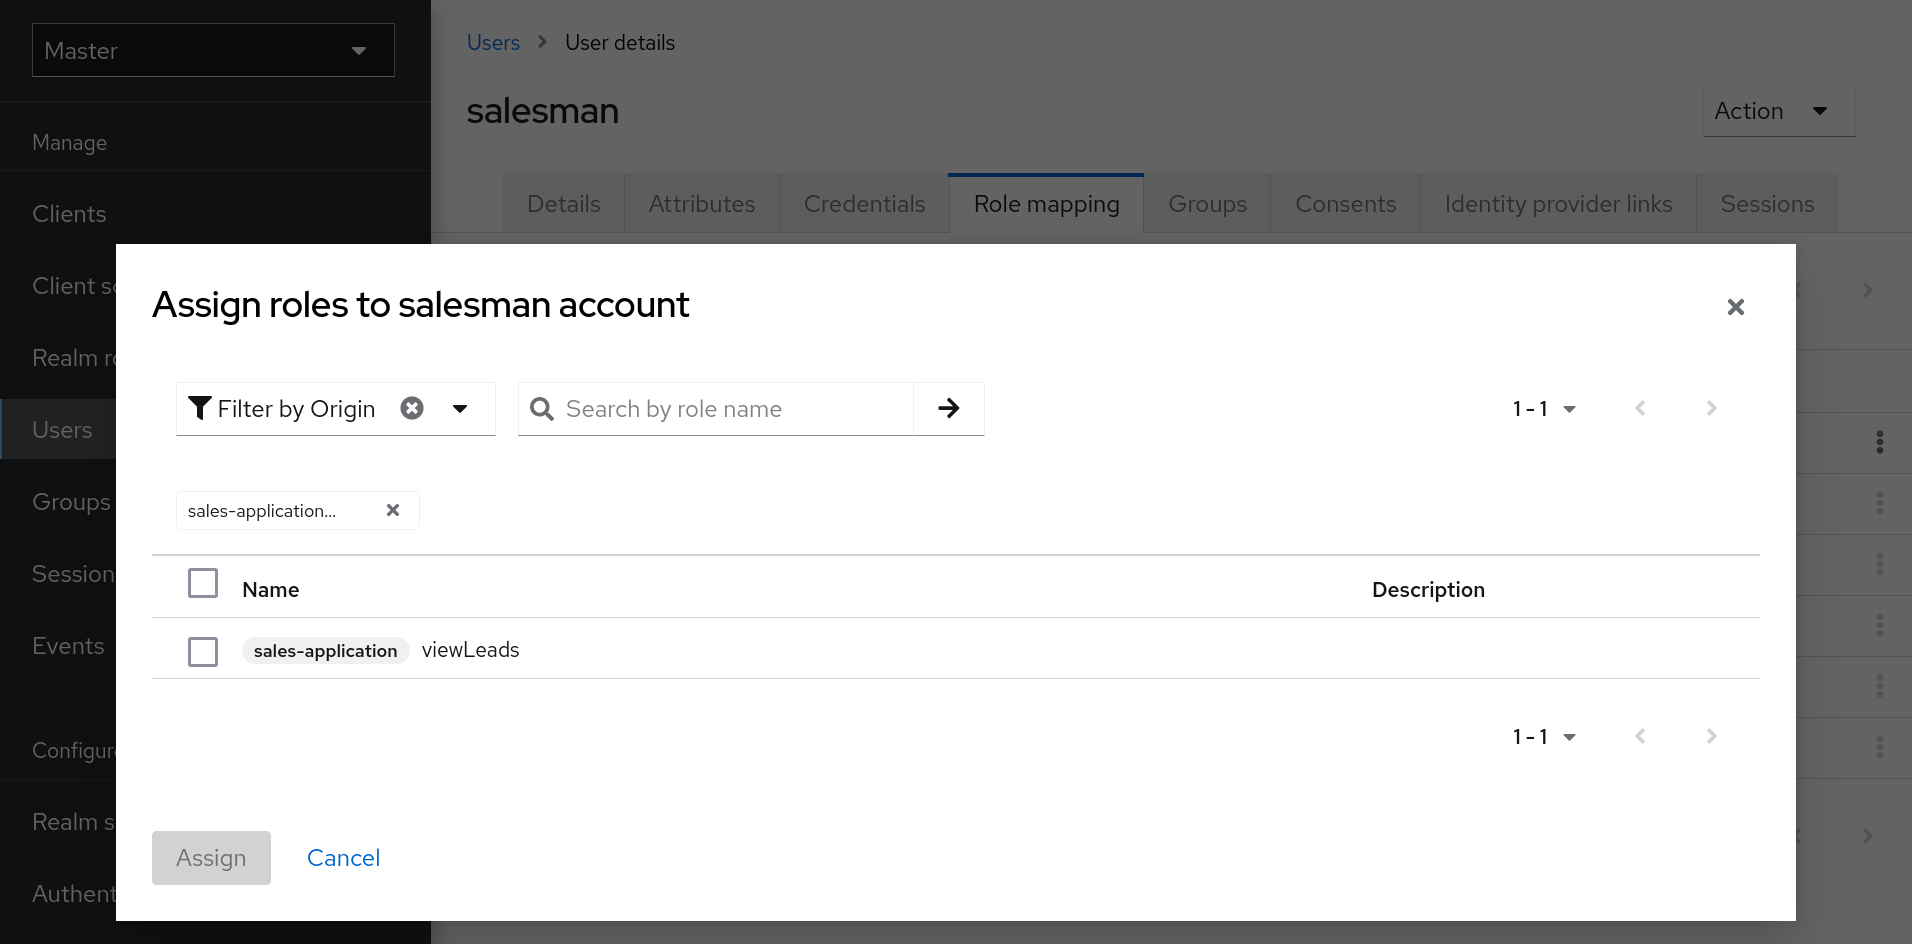 Master
Users > User details
salesman
Action
Manage
Details Attributes Credentials Role mapping Groups Consents Identity provider links Sessions
Clients
Client
Realm
Users
Groups
Session
Events
Configure
Realm
Authent
Assign roles to salesman account
Filter by Origin
Search by role name
1 - 1
sales-application...
Name Description
sales-application viewLeads
1 - 1
Assign Cancel